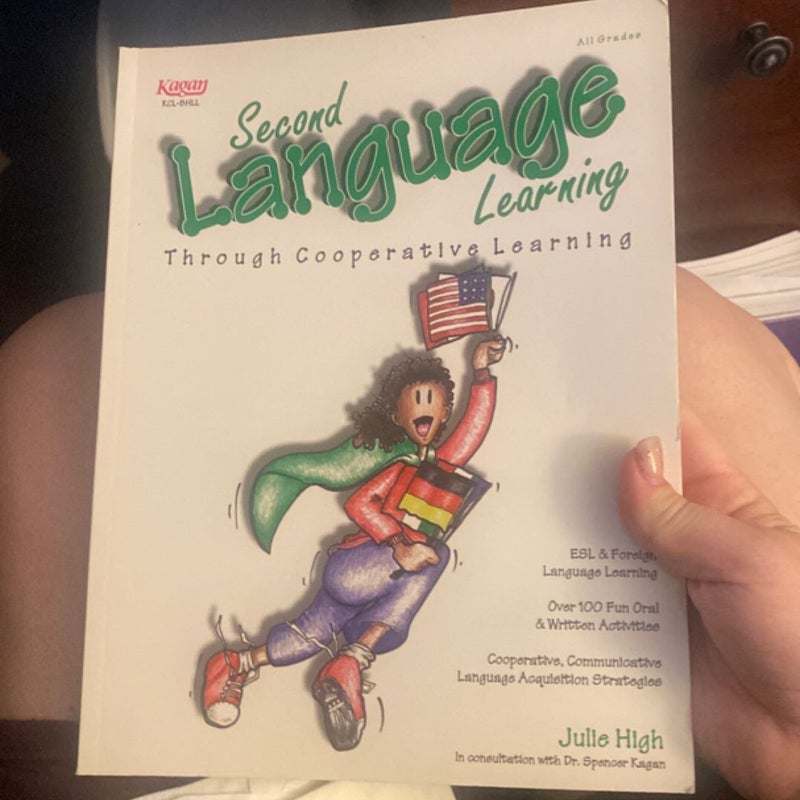 All Grades
Kagan
KCL-BHLL
Second
Language
Learning
Through Cooperative Learning
ESL & Foreign
Language Learning
Over 100 Fun Oral
& Written Activities
Cooperative, Communicative
Language Acquisition Strategies
Julie High
In consultation with Dr. Spencer Kagan